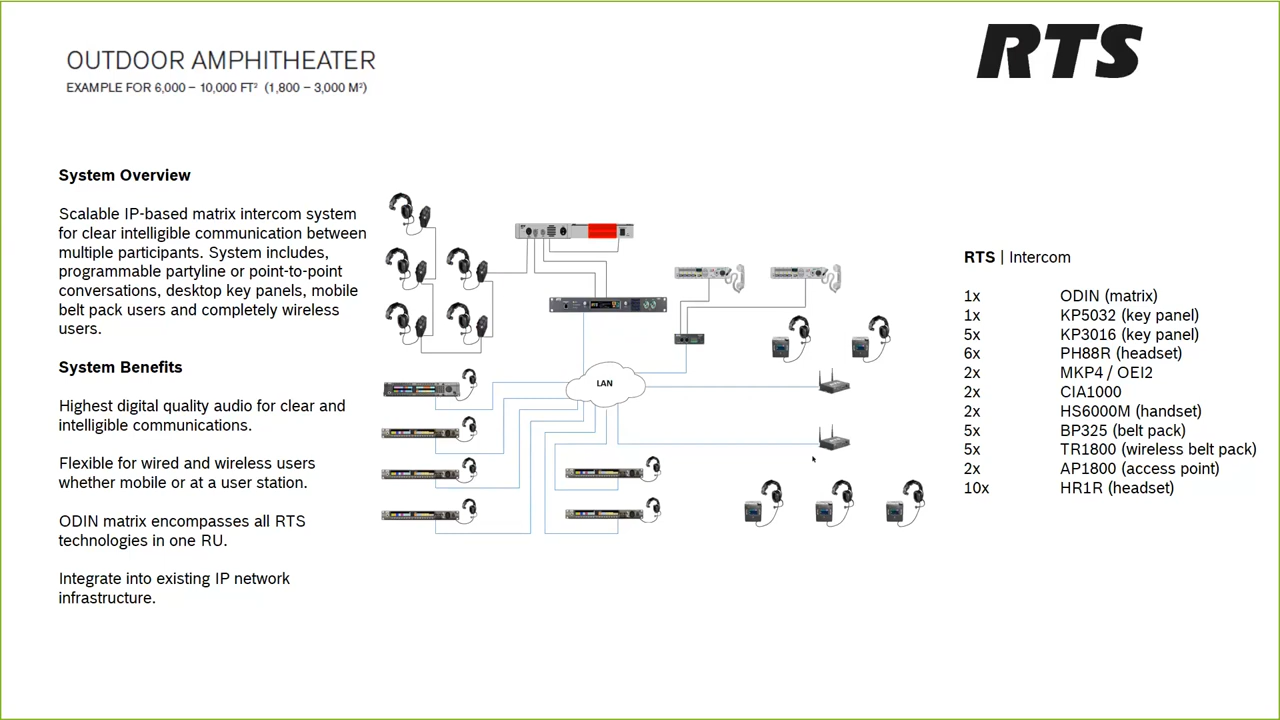 OUTDOOR AMPHITHEATER
EXAMPLE FOR 6,000 – 10,000 FT² (1,800 – 3,000 M²)
RTS
System Overview
Scalable IP-based matrix intercom system
for clear intelligible communication between
multiple participants. System includes,
programmable partyline or point-to-point
conversations, desktop key panels, mobile
belt pack users and completely wireless
users.
System Benefits
Highest digital quality audio for clear and
intelligible communications.
Flexible for wired and wireless users
whether mobile or at a user station.
ODIN matrix encompasses all RTS
technologies in one RU.
Integrate into existing IP network
infrastructure.
LAN
RTS | Intercom
1x ODIN (matrix)
1x KP5032 (key panel)
5x KP3016 (key panel)
6x PH88R (headset)
2x MKP4 / OEI2
2x CIA1000
2x HS6000M (handset)
5x BP325 (belt pack)
5x TR1800 (wireless belt pack)
2x AP1800 (access point)
10x HR1R (headset)